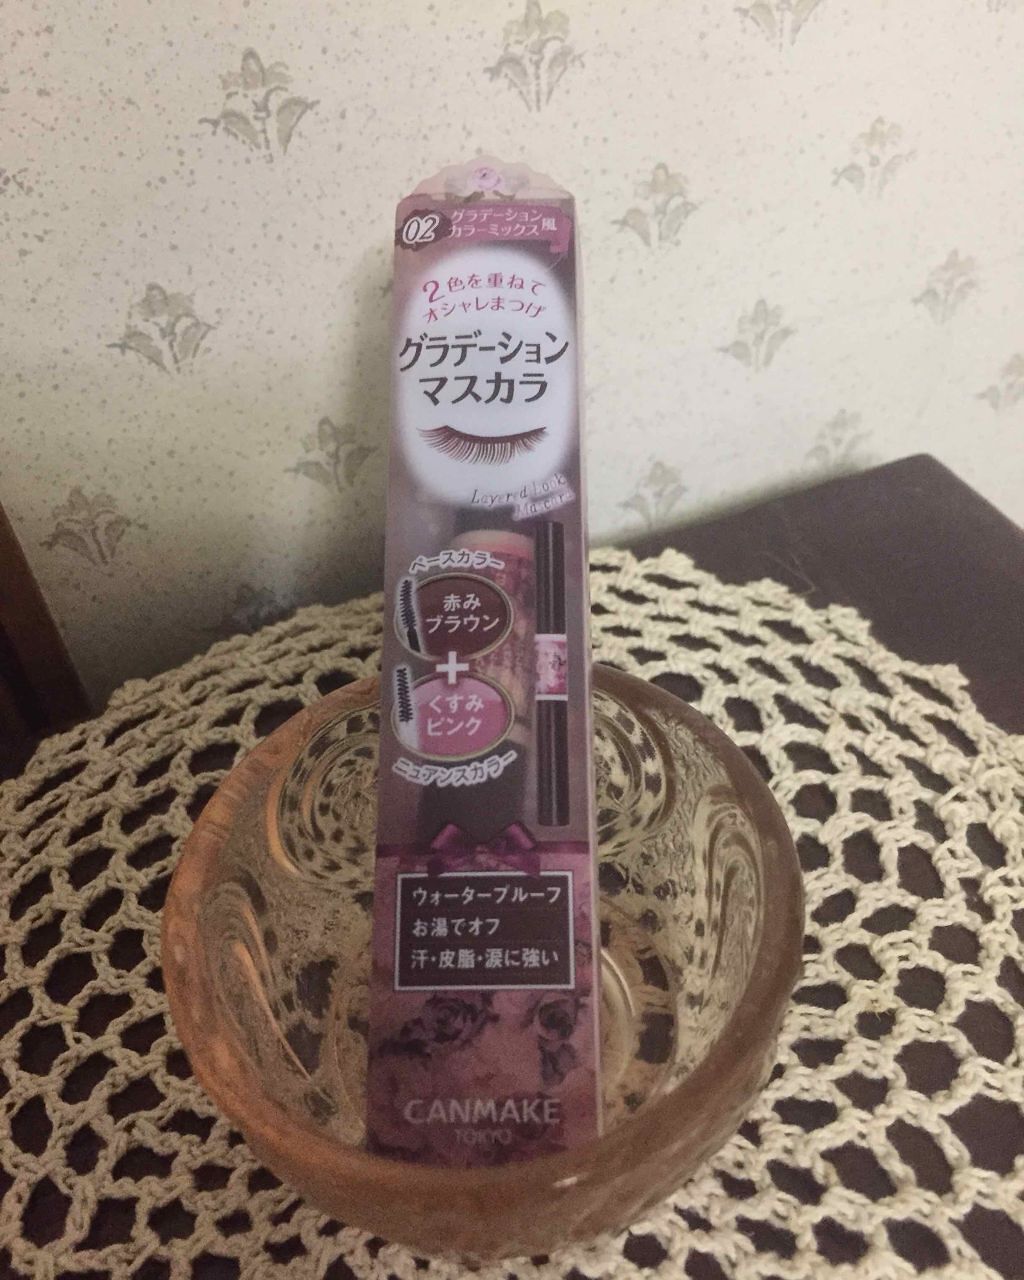 02
グラデーション
カラーミックス風
2色を重ねて
オシャレまつげ
グラデーション
マスカラ
Layered Look
Mascara
ベースカラー
赤み
ブラウン
+
くすみ
ピンク
ニュアンスカラー
ウォータープルーフ
お湯でオフ
汗・皮脂・涙に強い
CANMAKE
TOKYO